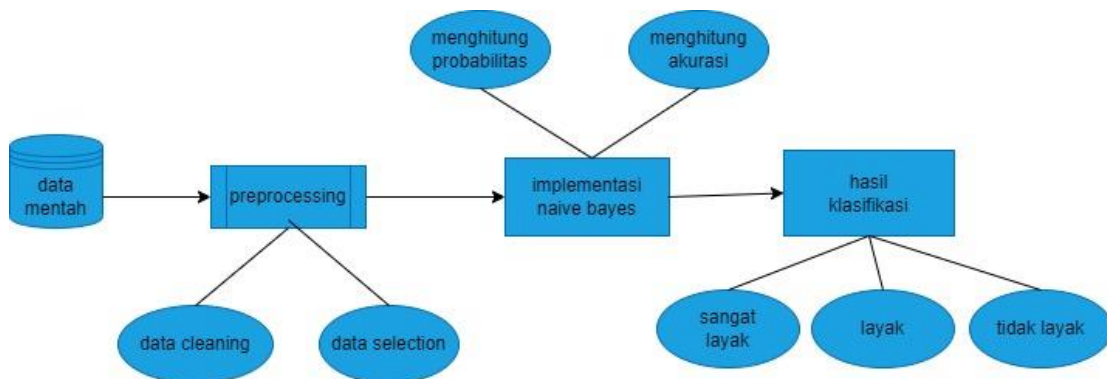 menghitung
probabilitas
menghitung
akurasi
data
mentah
preprocessing
implementasi
naive bayes
hasil
klasifikasi
data cleaning
data selection
sangat
layak
layak
tidak layak